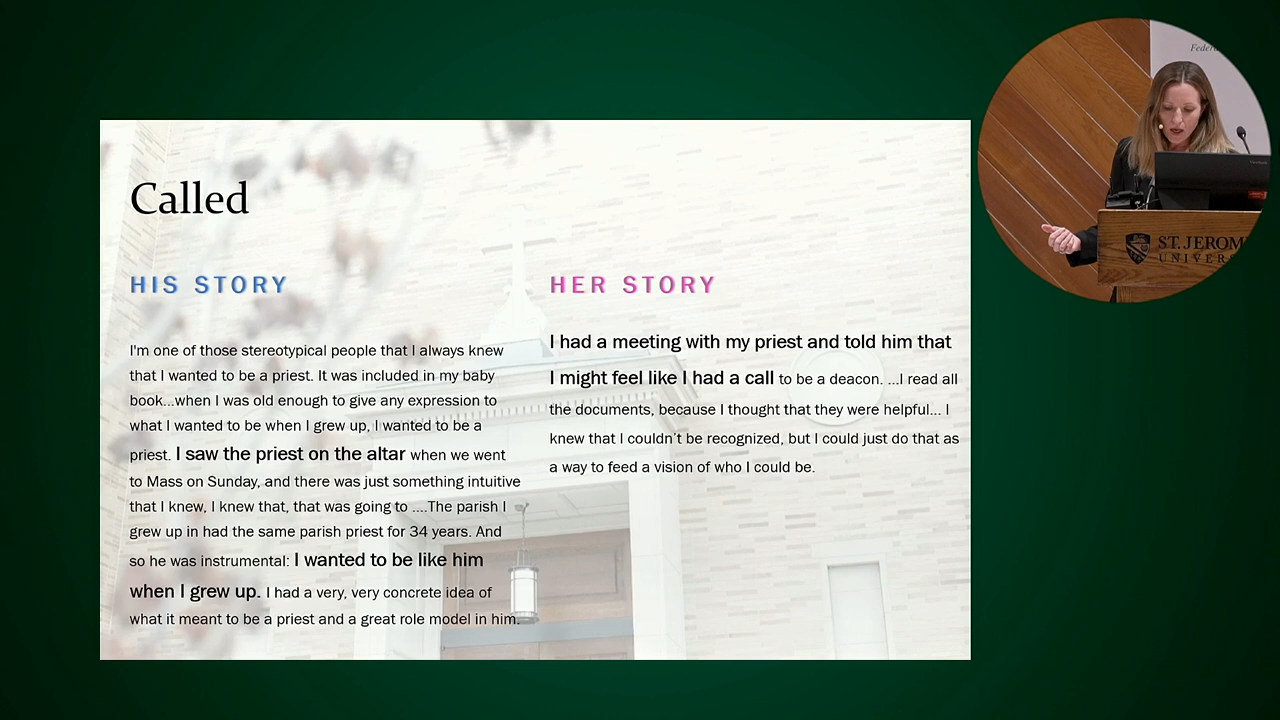 Called
HIS STORY
I'm one of those stereotypical people that I always knew
that I wanted to be a priest. It was included in my baby
book...when I was old enough to give any expression to
what I wanted to be when I grew up, I wanted to be a
priest. I saw the priest on the altar when we went
to Mass on Sunday, and there was just something intuitive
that I knew, I knew that, that was going to ....The parish I
grew up in had the same parish priest for 34 years. And
so he was instrumental: I wanted to be like him
when I grew up. I had a very, very concrete idea of
what it meant to be a priest and a great role model in him.
HER STORY
I had a meeting with my priest and told him that
I might feel like I had a call to be a deacon. ...I read all
the documents, because I thought that they were helpful... I
knew that I couldn't be recognized, but I could just do that as
a way to feed a vision of who I could be.
ST. JEROM
UNIVERS